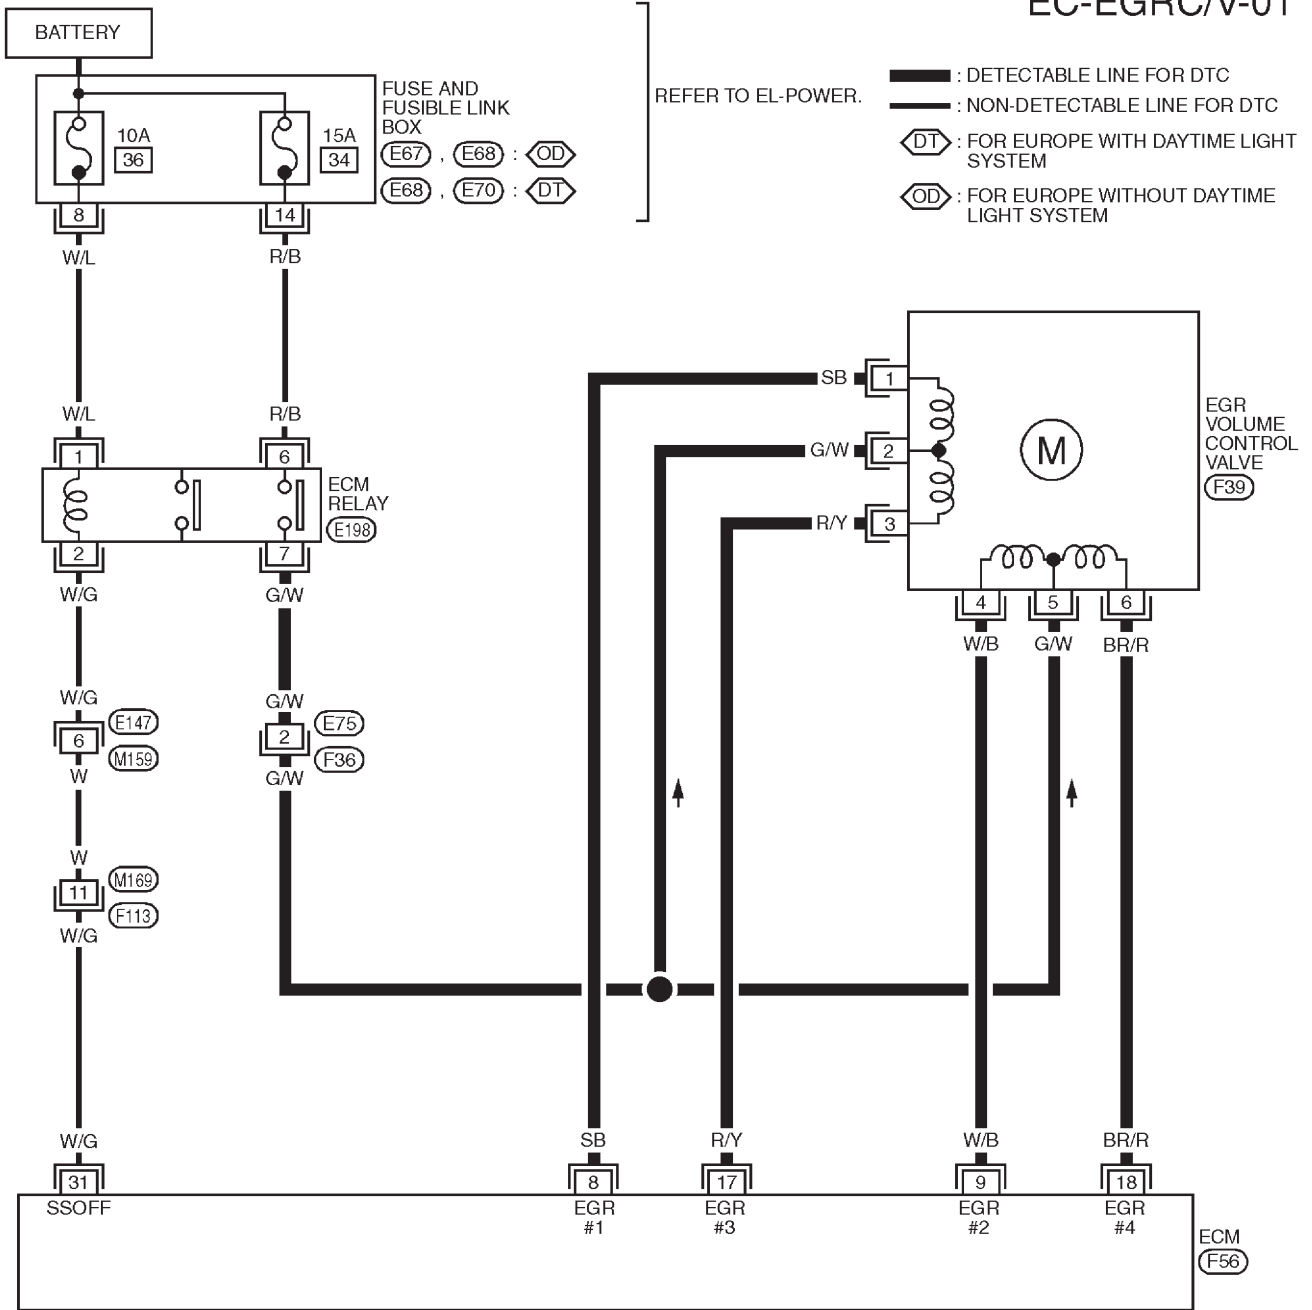 EC-EGRC/V-01
BATTERY
FUSE AND
FUSIBLE LINK
BOX
E67 , E68 : OD
E68 , E70 : DT
10A
36
15A
34
REFER TO EL-POWER.
: DETECTABLE LINE FOR DTC
: NON-DETECTABLE LINE FOR DTC
DT : FOR EUROPE WITH DAYTIME LIGHT
SYSTEM
OD : FOR EUROPE WITHOUT DAYTIME
LIGHT SYSTEM
8
14
W/L
R/B
W/L
R/B
1
6
ECM
RELAY
E198
2
7
W/G
G/W
W/G
G/W
6
E147
M159
2
E75
F36
W
G/W
W
11
M169
F113
W/G
SB
1
G/W
2
R/Y
3
M
EGR
VOLUME
CONTROL
VALVE
F39
4
5
6
W/B
G/W
BR/R
W/G
SB
R/Y
W/B
BR/R
31
8
17
9
18
SSOFF
EGR
#1
EGR
#3
EGR
#2
EGR
#4
ECM
F56